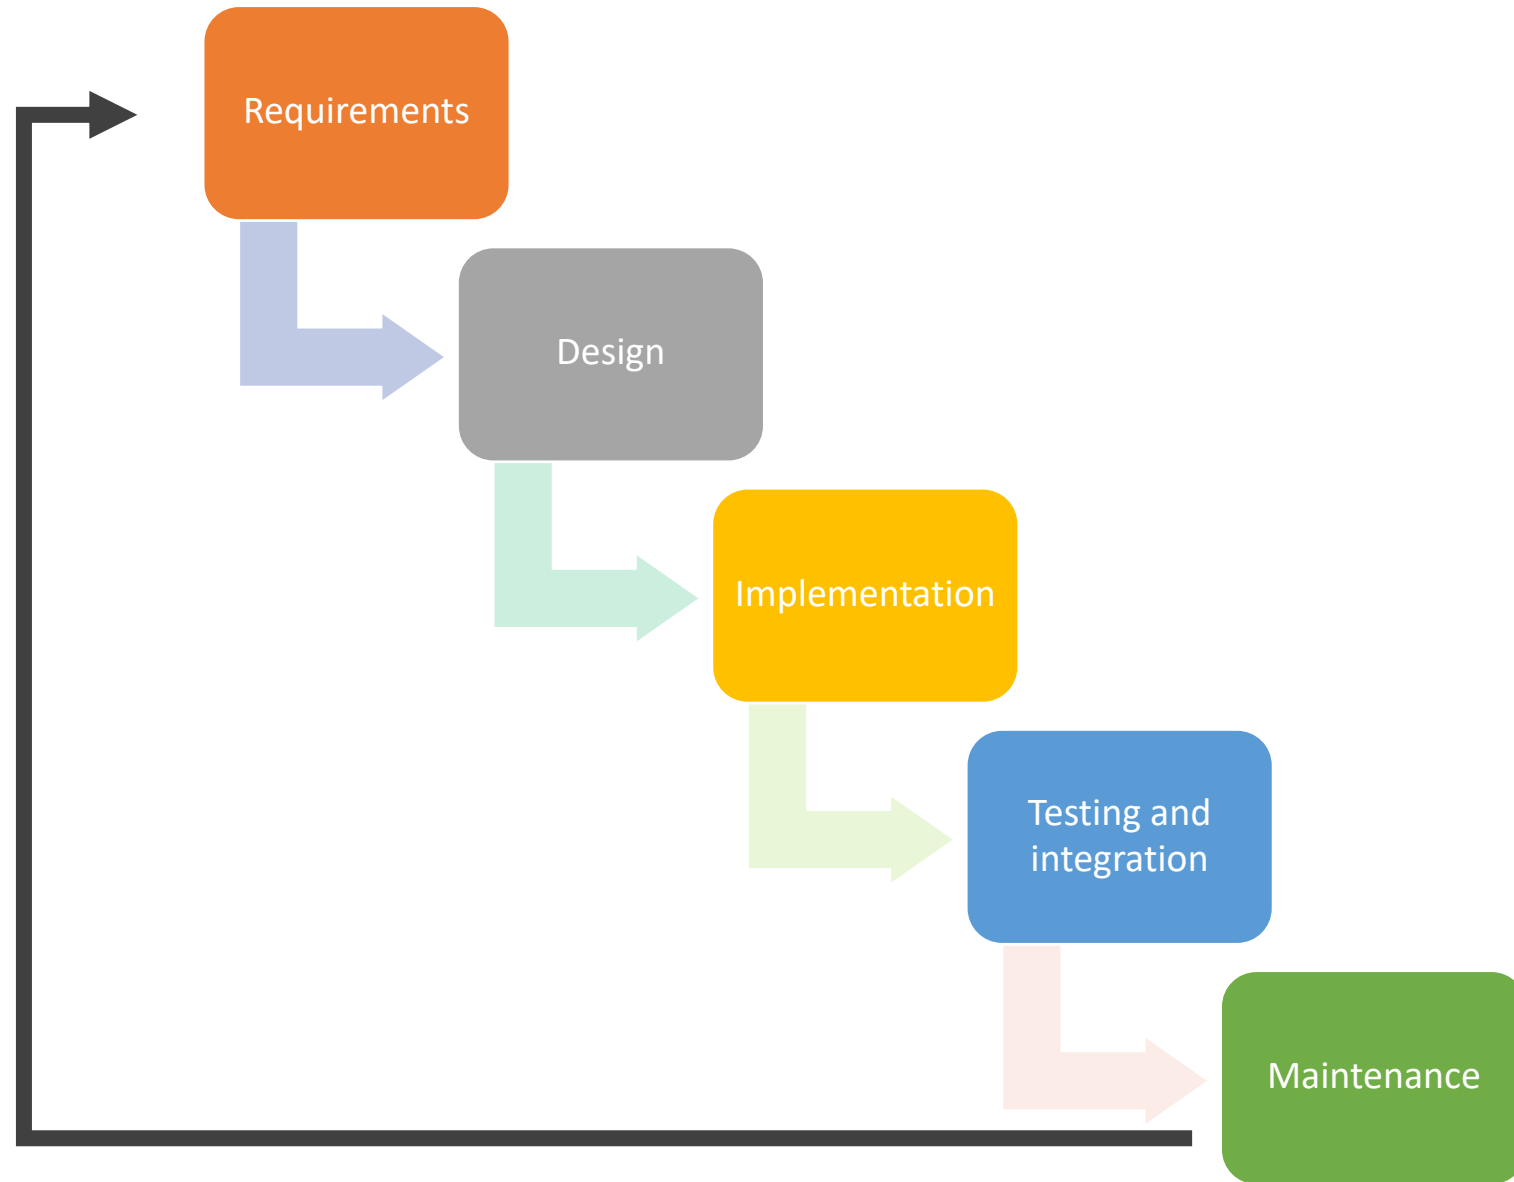 Requirements
Design
Implementation
Testing and
integration
Maintenance